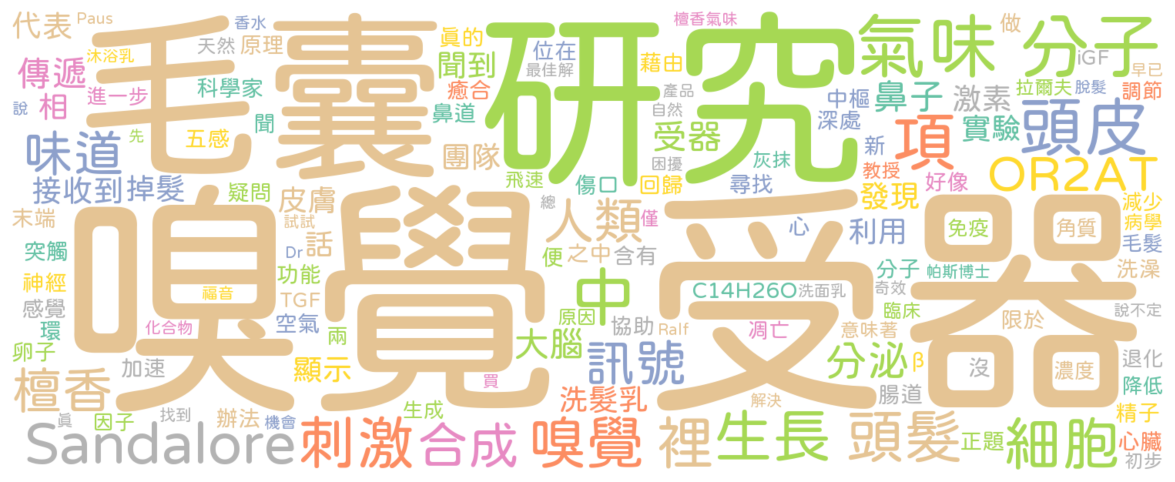 代表 Paus 香水 檀香氣味 做
沐浴乳 天然 原理 眞的 位在 藉由 氣味 分子 iGF 早已
傳遞 科學家 聞到 最佳解 拉爾夫 脫髮
相 進一步 癒合 產品 中樞 鼻子 激素 調節
說 五感 聞 鼻道 自然 深處 項 實驗 頭皮
毛囊 研究
先 受器 新
味道 團隊 困擾 灰抹 教授 OR2AT
接收到 掉髮 疑問 皮膚 飛速 傷口 回歸 尋找 發現 好像 減少
末端 試試 總 人類 僅 心 利用 免疫 角質 病學
突觸 Dr 話 便 之中 含有 毛髮
嗅覺 受器
神經 福音 功能 中 分子 帕斯博士 洗澡
感覺 TGF C14H26O 洗面乳 奇效
環 化合物 空氣 兩 原因 協助 Ralf 凋亡 意味著 臨床 限於 說不定
卵子 加速 顯示 大腦 訊號 分泌 β 沒 濃度 退化
檀香 買 腸道 降低
眞 因子 找到 辦法 機會 生成 洗髮乳 解決 精子
Sandalore 刺激 合成 嗅覺 裡 生長 頭髮 正題 細胞 心臟
初步